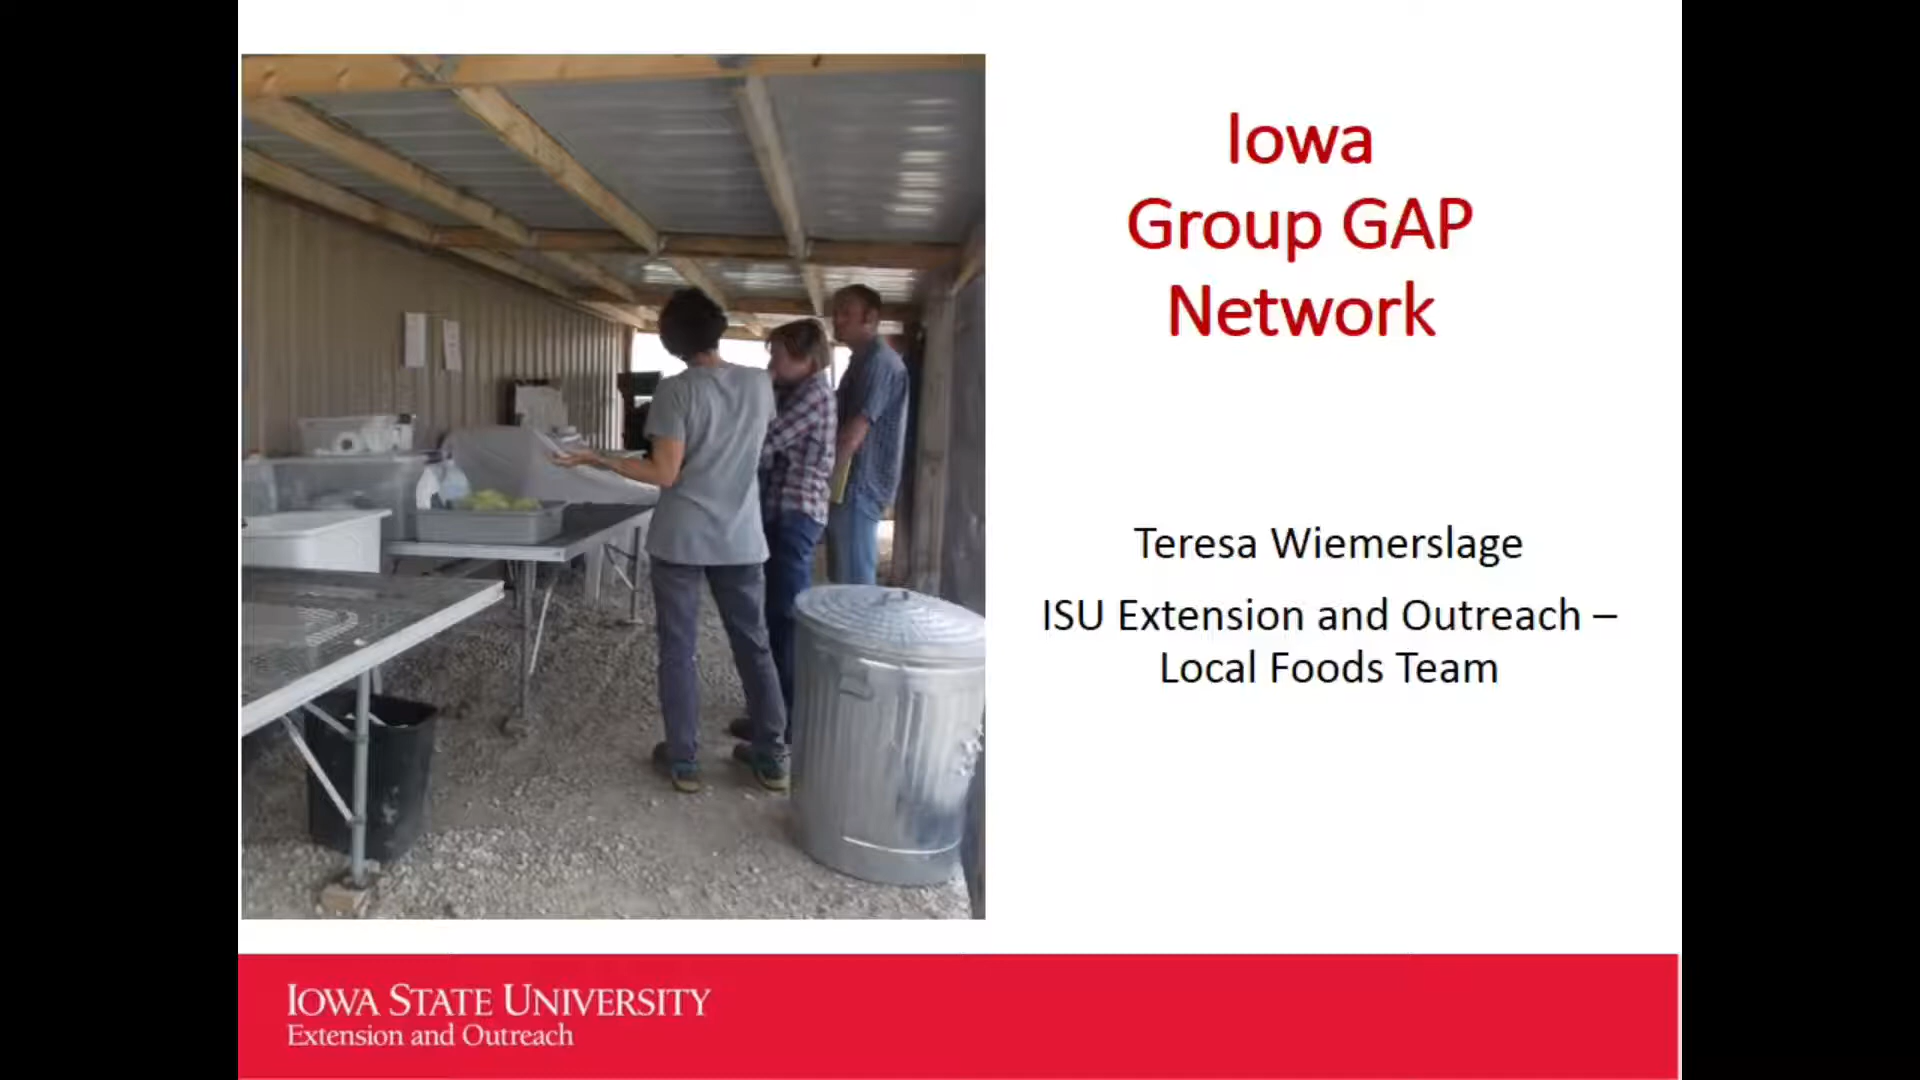 Iowa
Group GAP
Network
Teresa Wiemerslage
ISU Extension and Outreach –
Local Foods Team
IOWA STATE UNIVERSITY
Extension and Outreach